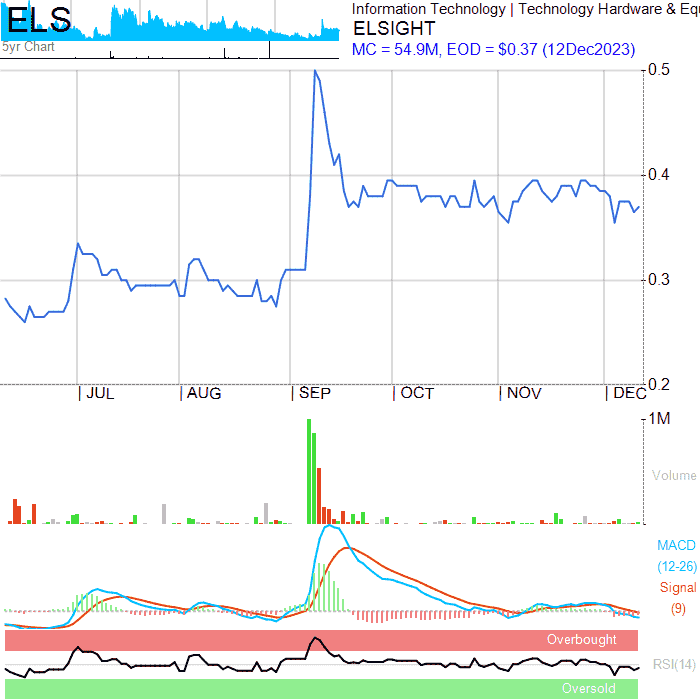 ELS
5yr Chart
Information Technology | Technology Hardware & Equ
ELSIGHT
MC = 54.9M, EOD = $0.37 (12Dec2023)
0.5
0.4
0.3
0.2
| JUL | AUG | SEP | OCT | NOV | DEC
1M
Volume
MACD
(12-26)
Signal
(9)
Overbought
RSI(14)
Oversold